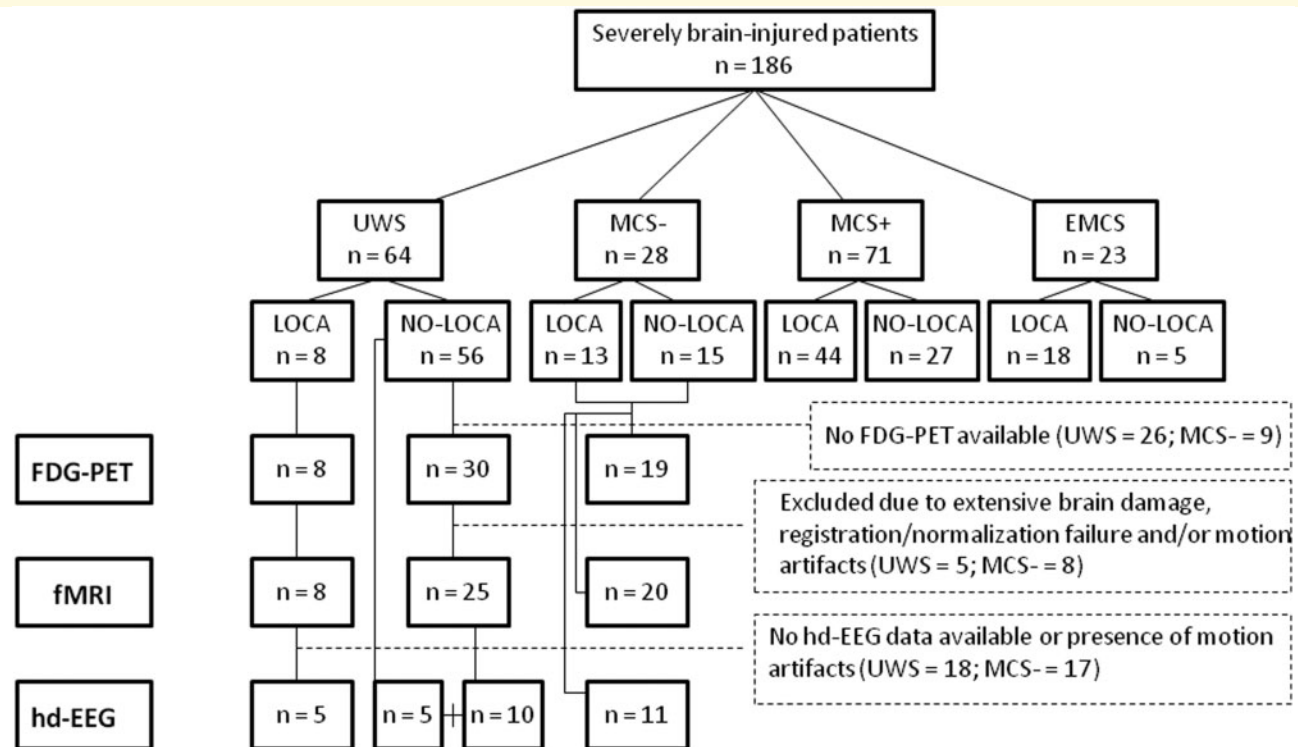 Severely brain-injured patients
n = 186
UWS
n = 64
MCS-
n = 28
MCS+
n = 71
EMCS
n = 23
LOCA
n = 8
NO-LOCA
n = 56
LOCA
n = 13
NO-LOCA
n = 15
LOCA
n = 44
NO-LOCA
n = 27
LOCA
n = 18
NO-LOCA
n = 5
No FDG-PET available (UWS = 26; MCS- = 9)
FDG-PET
n = 8
n = 30
n = 19
Excluded due to extensive brain damage,
registration/normalization failure and/or motion
artifacts (UWS = 5; MCS- = 8)
fMRI
n = 8
n = 25
n = 20
No hd-EEG data available or presence of motion
artifacts (UWS = 18; MCS- = 17)
hd-EEG
n = 5
n = 5
n = 10
n = 11